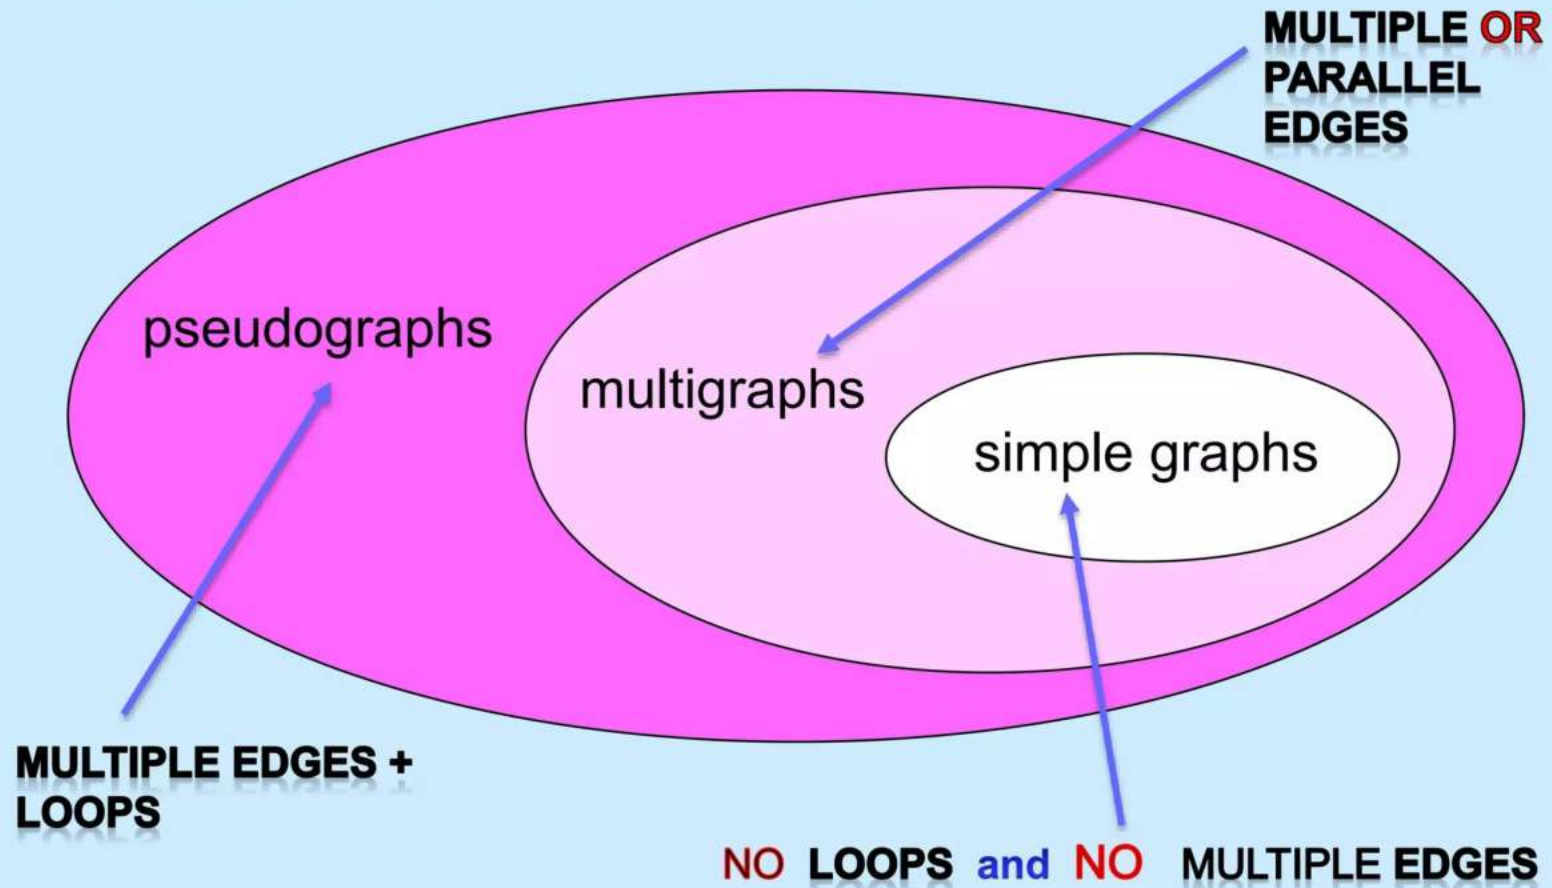 MULTIPLE OR
PARALLEL
EDGES
pseudographs
multigraphs
simple graphs
MULTIPLE EDGES +
LOOPS
NO LOOPS and NO MULTIPLE EDGES